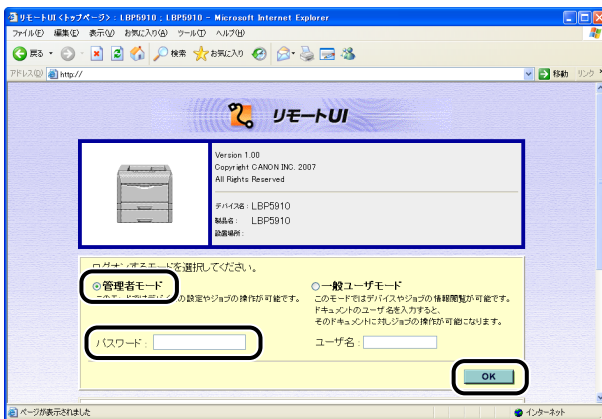 リモートUI <トップページ> : LBP5910 ; LBP5910 - Microsoft Internet Explorer
ファイル(F) 編集(E) 表示(V) お気に入り(A) ツール(T) ヘルプ(H)
戻る 検索 お気に入り
アドレス(D) http:// 移動 リンク
リモートUI
Version 1.00
Copyright CANON INC. 2007
All Rights Reserved
デバイス名 : LBP5910
製品名 : LBP5910
設置場所 :
ログオンするモードを選択してください。
管理者モード
このモードではデバイスの設定やジョブの操作が可能です。
パスワード :
一般ユーザモード
このモードではデバイスやジョブの情報閲覧が可能です。
ドキュメントのユーザ名を入力すると、
そのドキュメントに対しジョブの操作が可能になります。
ユーザ名 :
OK
ページが表示されました インターネット